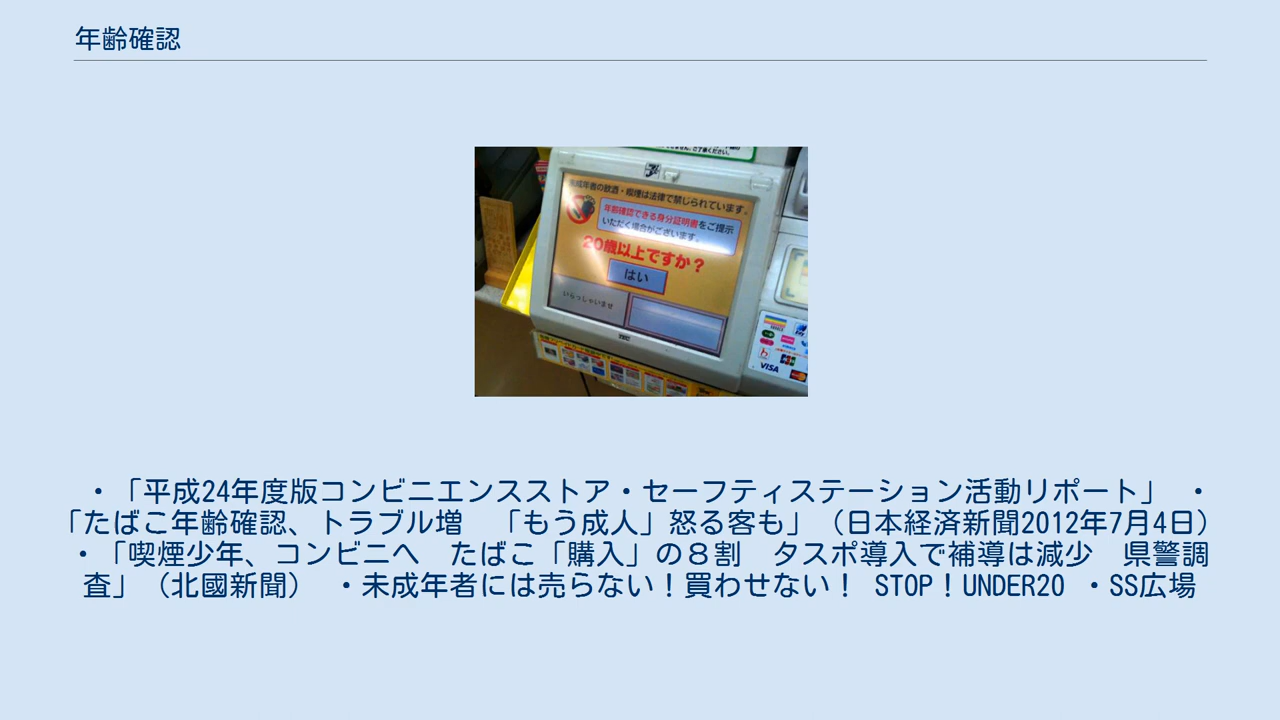 年齢確認
未成年者の飲酒・喫煙は法律で禁じられています。
年齢確認できる身分証明書をご提示
いただく場合がございます。
20歳以上ですか？
はい
いらっしゃいませ
VISA
JCB
・「平成24年度版コンビニエンスストア・セーフティステーション活動リポート」 ・
「たばこ年齢確認、トラブル増　「もう成人」怒る客も」（日本経済新聞2012年7月4日）
・「喫煙少年、コンビニへ　たばこ「購入」の８割　タスポ導入で補導は減少　県警調
査」（北國新聞） ・未成年者には売らない！買わせない！ STOP！UNDER20 ・SS広場